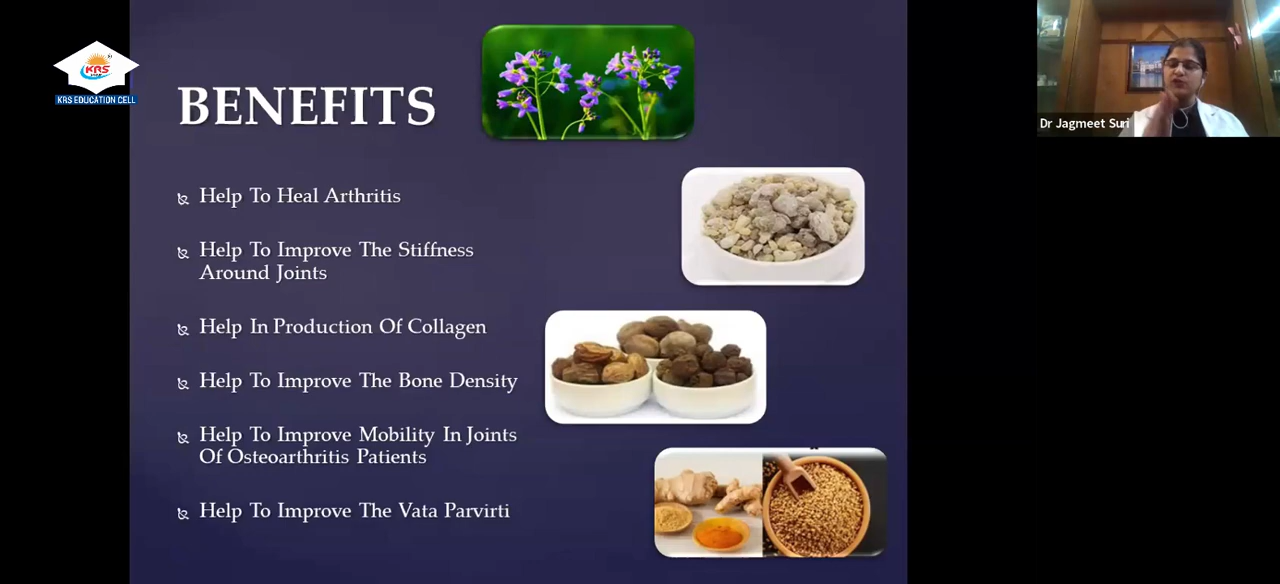 KRS
KRS EDUCATION CELL
BENEFITS
Help To Heal Arthritis
Help To Improve The Stiffness
Around Joints
Help In Production Of Collagen
Help To Improve The Bone Density
Help To Improve Mobility In Joints
Of Osteoarthritis Patients
Help To Improve The Vata Parvirti
Dr Jagmeet Suri